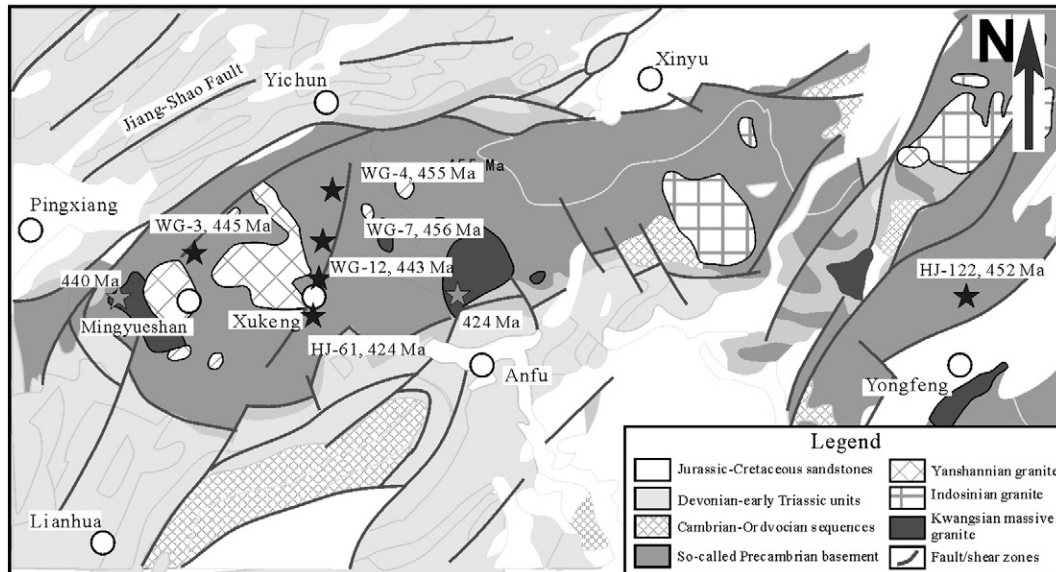 N
Xinyu
Yichun
Jiang-Shao Fault
455 Ma
WG-4, 455 Ma
Pingxiang
WG-3, 445 Ma
WG-7, 456 Ma
WG-12, 443 Ma
HJ-122, 452 Ma
440 Ma
Mingyueshan
Xukeng
424 Ma
HJ-61, 424 Ma
Anfu
Yongfeng
Lianhua
Legend
Jurassic-Cretaceous sandstones
Devonian-early Triassic units
Cambrian-Ordvocian sequences
So-called Precambrian basement
Yanshannian granite
Indosinian granite
Kwangsian massive
granite
Fault/shear zones